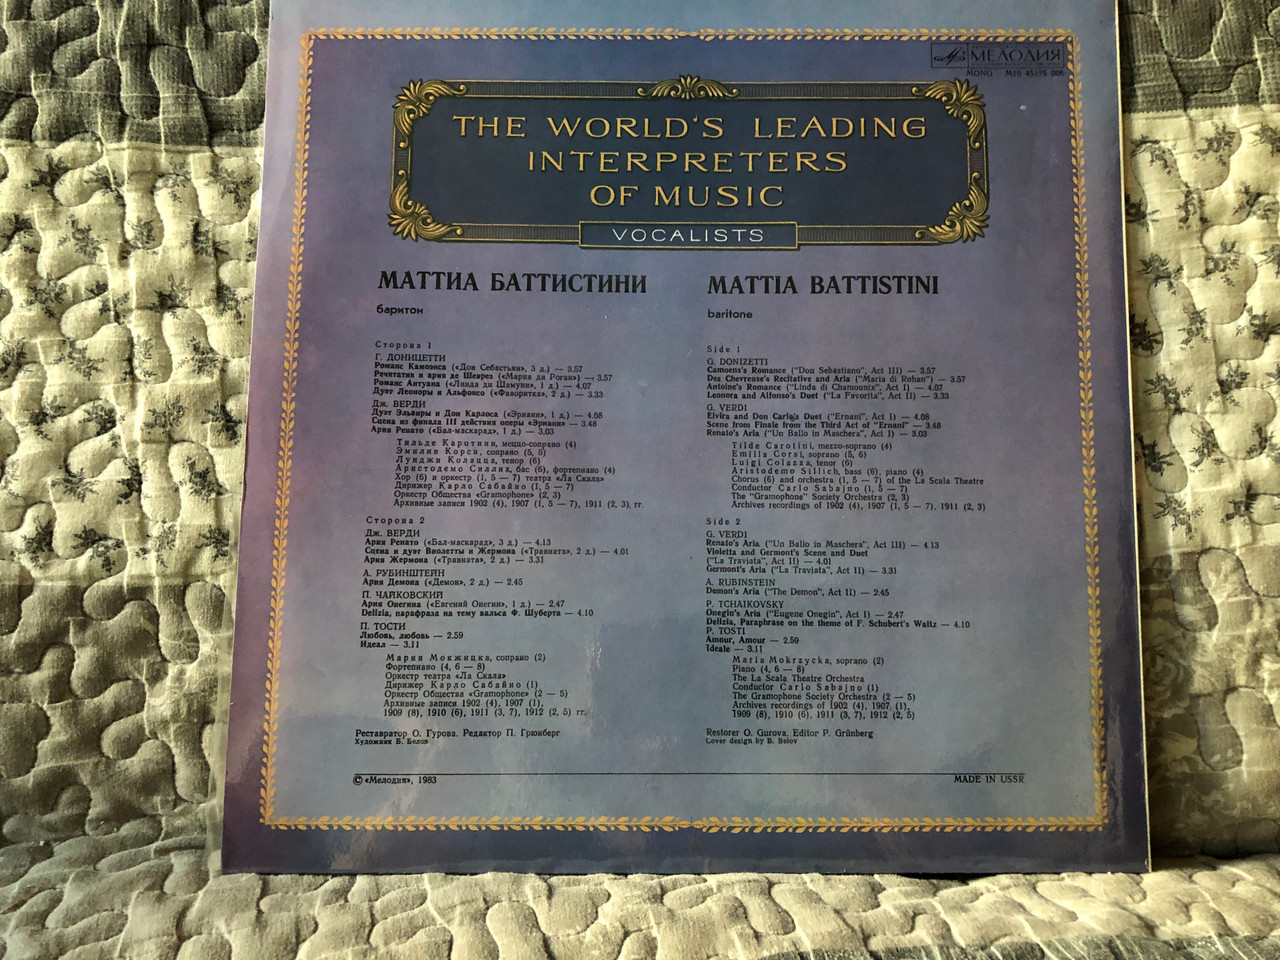 МЕЛОДИЯ
MONO М10 45175 006
THE WORLD'S LEADING
INTERPRETERS
OF MUSIC
VOCALISTS
МАТТИА БАТТИСТИНИ
баритон
Сторона 1
Г. ДОНИЦЕТТИ
Романс Камоэнса («Дон Себастьян», 3 д.) — 3.57
Речитатив и ария де Шеврез («Мария ди Роган») — 3.57
Романс Антуана («Линда ди Шамуни», 1 д.) — 4.07
Дуэт Леоноры и Альфонсо («Фаворитка», 2 д.) — 3.33
Дж. ВЕРДИ
Дуэт Эльвиры и Дон Карлоса («Эрнани», 1 д.) — 4.08
Сцена из финала III действия оперы «Эрнани» — 3.48
Ария Ренато («Бал-маскарад», 1 д.) — 3.03
Тильде Каротини, меццо-сопрано (4)
Эмилия Корси, сопрано (5, 6)
Луиджи Колацца, тенор (6)
Аристодемо Силлих, бас (6), фортепиано (4)
Хор (6) и оркестр (1, 5 — 7) театра «Ла Скала»
Дирижер Карло Сабайно (1, 5 — 7)
Оркестр Общества «Gramophone» (2, 3)
Архивные записи 1902 (4), 1907 (1, 5 — 7), 1911 (2, 3), гг.
Сторона 2
Дж. ВЕРДИ
Ария Ренато («Бал-маскарад», 3 д.) — 4.13
Сцена и дуэт Виолетты и Жермона («Травиата», 2 д.) — 4.01
Ария Жермона («Травиата», 2 д.) — 3.31
А. РУБИНШТЕЙН
Ария Демона («Демон», 2 д.) — 2.45
П. ЧАЙКОВСКИЙ
Ария Онегина («Евгений Онегин», 1 д.) — 2.47
Delizia, парафраза на тему вальса Ф. Шуберта — 4.10
П. ТОСТИ
Любовь, любовь — 2.59
Идеал — 3.11
Мария Мокжицка, сопрано (2)
Фортепиано (4, 6 — 8)
Оркестр театра «Ла Скала»
Дирижер Карло Сабайно (1)
Оркестр Общества «Gramophone» (2 — 5)
Архивные записи 1902 (4), 1907 (1),
1909 (8), 1910 (6), 1911 (3, 7), 1912 (2, 5) гг.
Реставратор О. Гурова. Редактор П. Грюнберг
Художник Б. Белов
MATTIA BATTISTINI
baritone
Side 1
G. DONIZETTI
Camoens's Romance ("Don Sebastiano", Act III) — 3.57
Des Chevreuse's Recitative and Aria ("Maria di Rohan") — 3.57
Antoine's Romance ("Linda di Chamounix", Act I) — 4.07
Leonora and Alfonso's Duet ("La Favorita", Act II) — 3.33
G. VERDI
Elvira and Don Carlo's Duet ("Ernani", Act I) — 4.08
Scene from Finale from the Third Act of "Ernani" — 3.48
Renato's Aria ("Un Ballo in Maschera", Act I) — 3.03
Tilde Carotini, mezzo-soprano (4)
Emilia Corsi, soprano (5, 6)
Luigi Colazza, tenor (6)
Aristodemo Sillich, bass (6), piano (4)
Chorus (6) and orchestra (1, 5 — 7) of the La Scala Theatre
Conductor Carlo Sabajno (1, 5 — 7)
The "Gramophone" Society Orchestra (2, 3)
Archives recordings of 1902 (4), 1907 (1, 5 — 7), 1911 (2, 3)
Side 2
G. VERDI
Renato's Aria ("Un Ballo in Maschera", Act III) — 4.13
Violetta and Germont's Scene and Duet
("La Traviata", Act II) — 4.01
Germont's Aria ("La Traviata", Act II) — 3.31
A. RUBINSTEIN
Demon's Aria ("The Demon", Act II) — 2.45
P. TCHAIKOVSKY
Onegin's Aria ("Eugene Onegin", Act I) — 2.47
Delizia, Paraphrase on the theme of F. Schubert's Waltz — 4.10
P. TOSTI
Amour, Amour — 2.59
Ideale — 3.11
Maria Mokrzycka, soprano (2)
Piano (4, 6 — 8)
The La Scala Theatre Orchestra
Conductor Carlo Sabajno (1)
The Gramophone Society Orchestra (2 — 5)
Archives recordings of 1902 (4), 1907 (1),
1909 (8), 1910 (6), 1911 (3, 7), 1912 (2, 5)
Restorer O. Gurova. Editor P. Grünberg
Cover design by B. Belov
© «Мелодия», 1983
MADE IN USSR